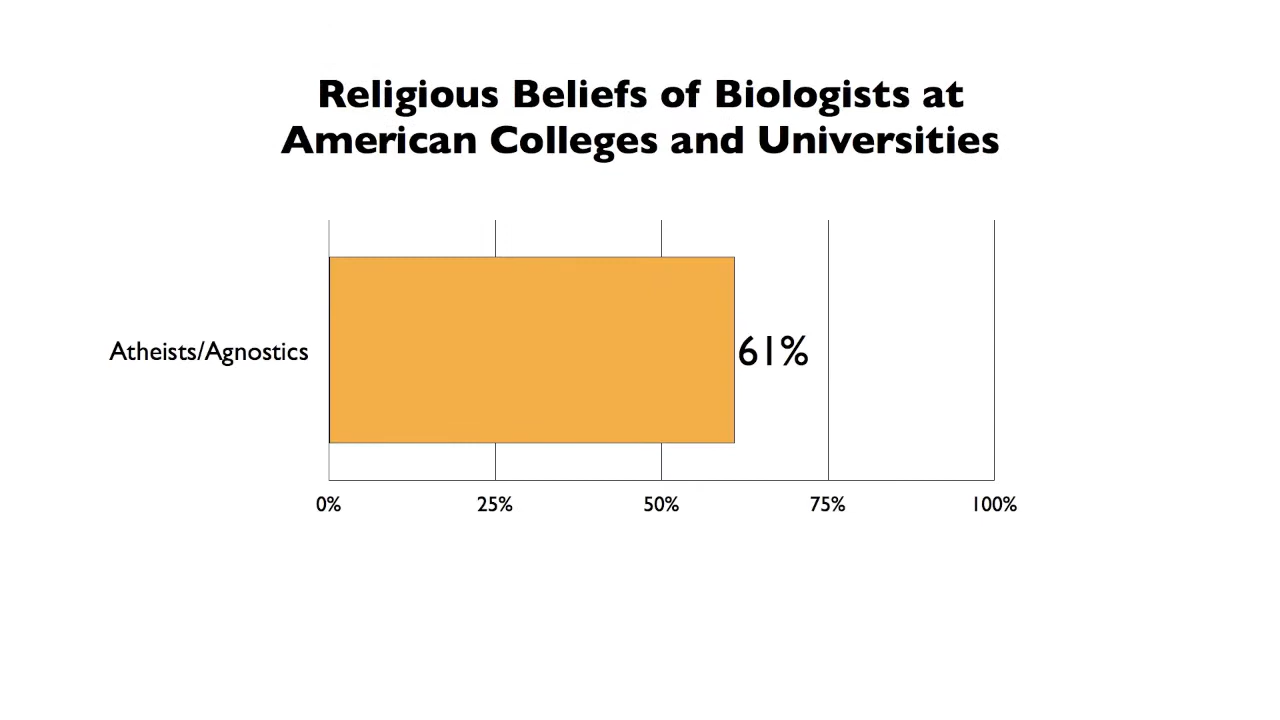 Religious Beliefs of Biologists at
American Colleges and Universities
Atheists/Agnostics
61%
0%
25%
50%
75%
100%